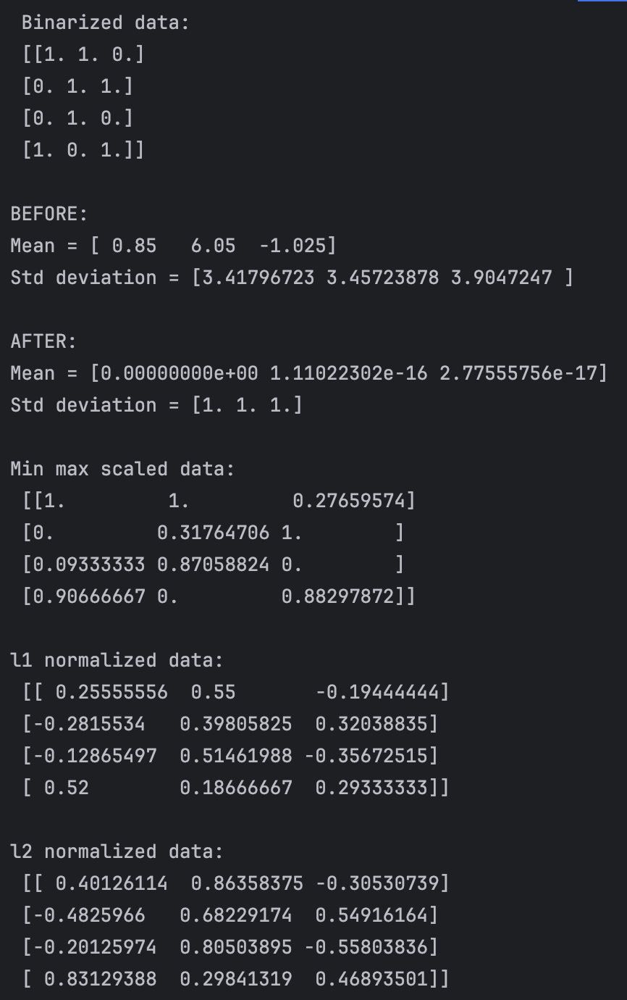 Binarized data:
[[1. 1. 0.]
[0. 1. 1.]
[0. 1. 0.]
[1. 0. 1.]]
BEFORE:
Mean = [ 0.85   6.05  -1.025]
Std deviation = [3.41796723 3.45723878 3.9047247 ]
AFTER:
Mean = [0.00000000e+00 1.11022302e-16 2.77555756e-17]
Std deviation = [1. 1. 1.]
Min max scaled data:
[[1.         1.         0.27659574]
[0.         0.31764706 1.        ]
[0.09333333 0.87058824 0.        ]
[0.90666667 0.         0.88297872]]
l1 normalized data:
[[ 0.25555556  0.55       -0.19444444]
[-0.2815534   0.39805825  0.32038835]
[-0.12865497  0.51461988 -0.35672515]
[ 0.52        0.18666667  0.29333333]]
l2 normalized data:
[[ 0.40126114  0.86358375 -0.30530739]
[-0.4825966   0.68229174  0.54916164]
[-0.20125974  0.80503895 -0.55803836]
[ 0.83129388  0.29841319  0.46893501]]